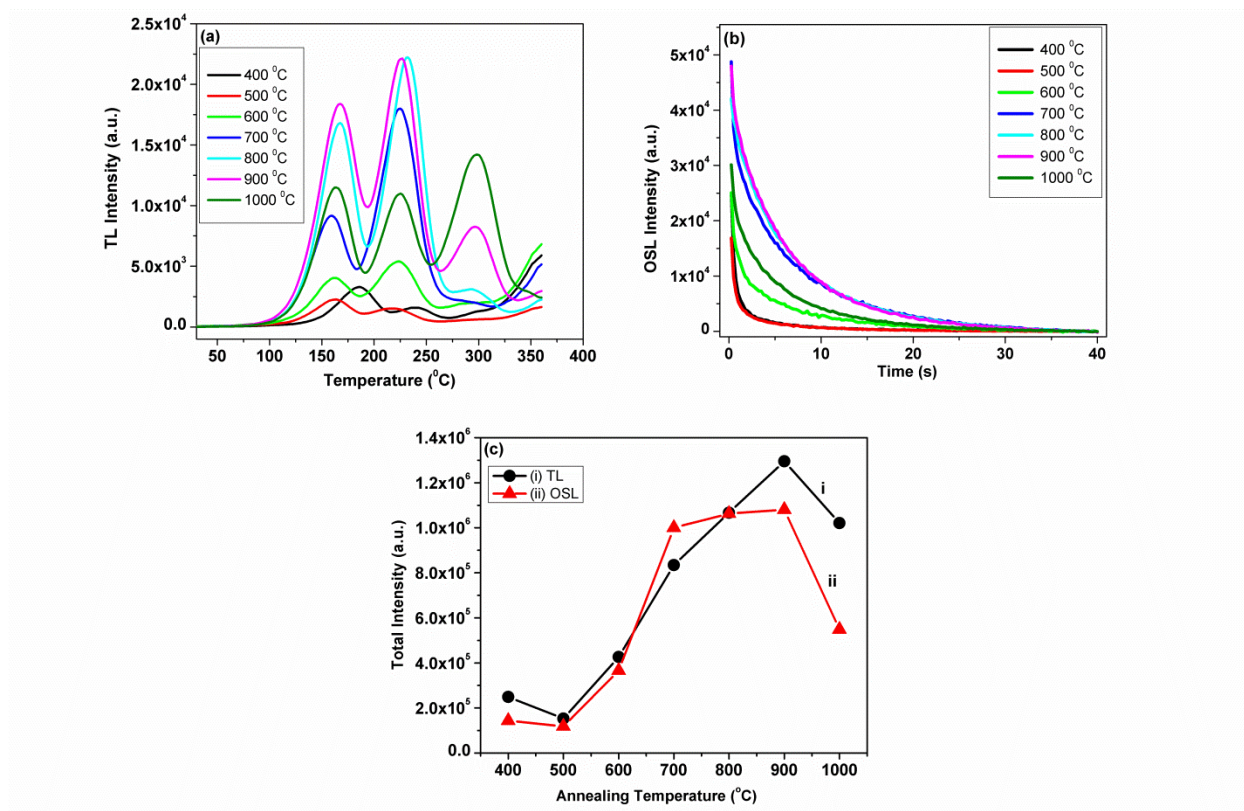 (a)
TL Intensity (a.u.)
2.5x10⁴
2.0x10⁴
1.5x10⁴
1.0x10⁴
5.0x10³
0.0
400 ⁰C
500 ⁰C
600 ⁰C
700 ⁰C
800 ⁰C
900 ⁰C
1000 ⁰C
50 100 150 200 250 300 350
Temperature (⁰C)
(b)
OSL Intensity (a.u.)
5x10⁴
4x10⁴
3x10⁴
2x10⁴
1x10⁴
0
400 ⁰C
500 ⁰C
600 ⁰C
700 ⁰C
800 ⁰C
900 ⁰C
1000 ⁰C
0 10 20 30 40
Time (s)
(c)
Total Intensity (a.u.)
1.4x10⁶
1.2x10⁶
1.0x10⁶
8.0x10⁵
6.0x10⁵
4.0x10⁵
2.0x10⁵
0.0
(i) TL
(ii) OSL
i
ii
400 500 600 700 800 900 1000
Annealing Temperature (°C)